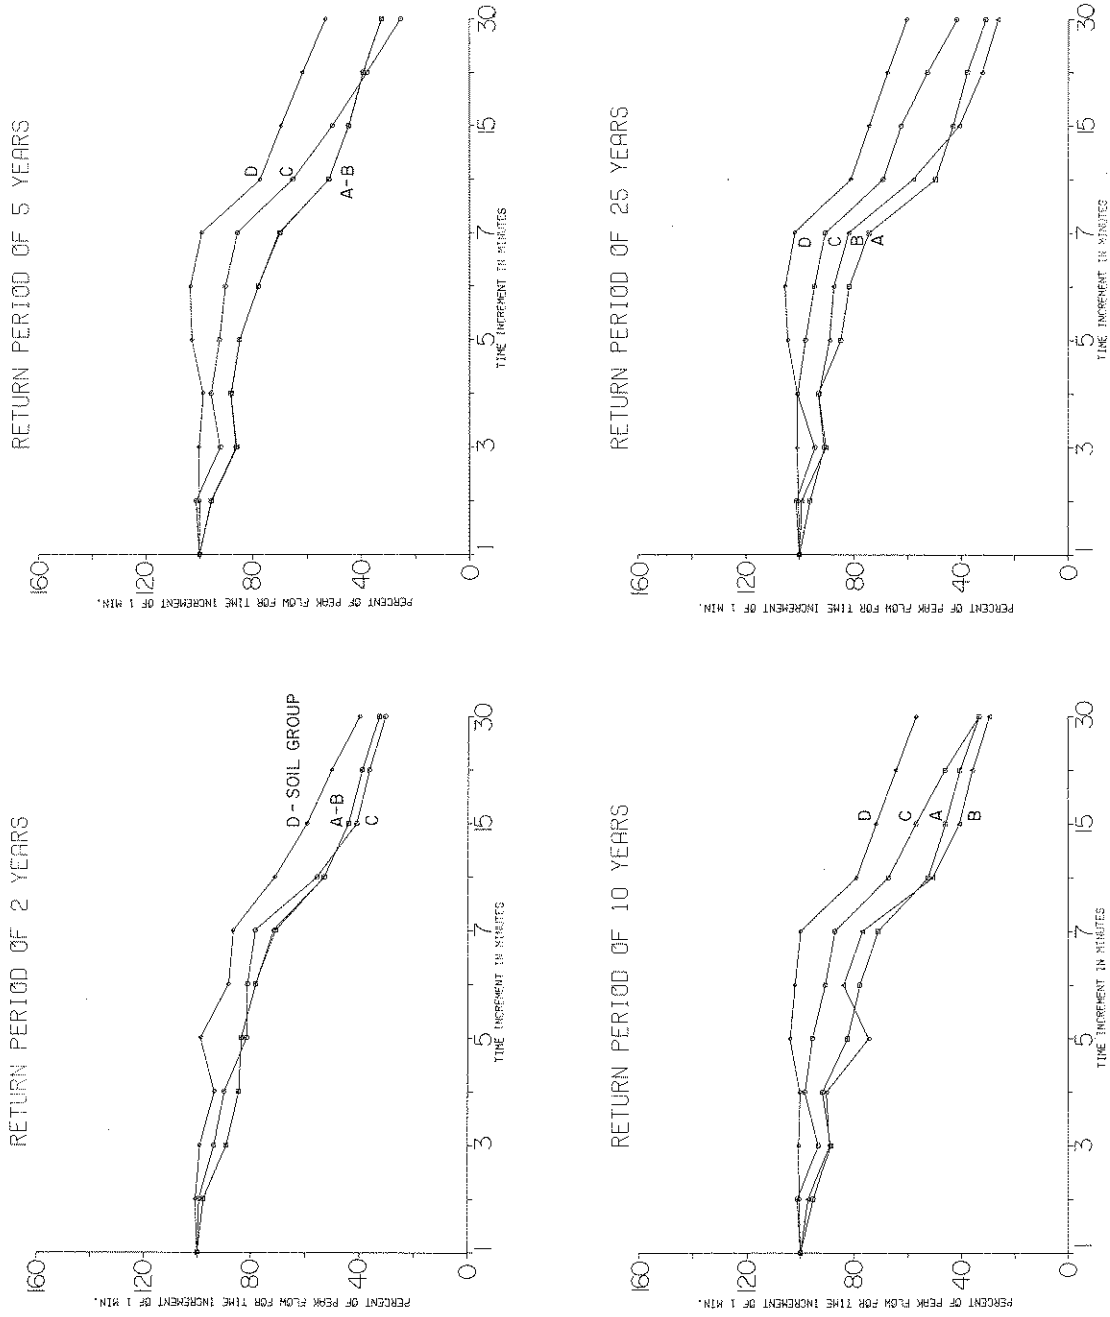 RETURN PERIOD OF 2 YEARS
PERCENT OF PEAK FLOW FOR TIME INCREMENT OF 1 MIN.
160
120
80
40
0
D - SOIL GROUP
A-B
C
1 3 5 7 15 30
TIME INCREMENT IN MINUTES
RETURN PERIOD OF 5 YEARS
PERCENT OF PEAK FLOW FOR TIME INCREMENT OF 1 MIN.
160
120
80
40
0
D
C
A-B
1 3 5 7 15 30
TIME INCREMENT IN MINUTES
RETURN PERIOD OF 10 YEARS
PERCENT OF PEAK FLOW FOR TIME INCREMENT OF 1 MIN.
160
120
80
40
0
D
C
A
B
1 3 5 7 15 30
TIME INCREMENT IN MINUTES
RETURN PERIOD OF 25 YEARS
PERCENT OF PEAK FLOW FOR TIME INCREMENT OF 1 MIN.
160
120
80
40
0
D
C
B
A
1 3 5 7 15 30
TIME INCREMENT IN MINUTES